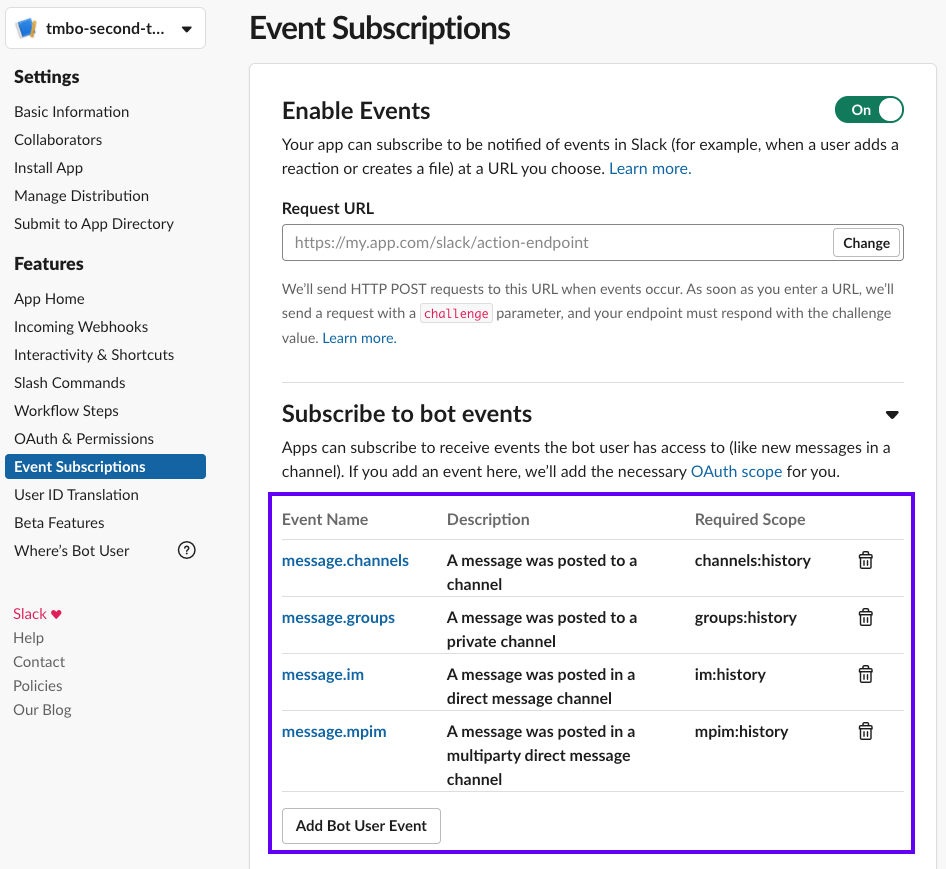 tmbo-second-t...
Settings
Basic Information
Collaborators
Install App
Manage Distribution
Submit to App Directory
Features
App Home
Incoming Webhooks
Interactivity & Shortcuts
Slash Commands
Workflow Steps
OAuth & Permissions
Event Subscriptions
User ID Translation
Beta Features
Where’s Bot User
?
Slack ♥
Help
Contact
Policies
Our Blog
Event Subscriptions
Enable Events
On
Your app can subscribe to be notified of events in Slack (for example, when a user adds a
reaction or creates a file) at a URL you choose. Learn more.
Request URL
https://my.app.com/slack/action-endpoint
Change
We’ll send HTTP POST requests to this URL when events occur. As soon as you enter a URL, we’ll
send a request with a challenge parameter, and your endpoint must respond with the challenge
value. Learn more.
Subscribe to bot events
Apps can subscribe to receive events the bot user has access to (like new messages in a
channel). If you add an event here, we’ll add the necessary OAuth scope for you.
Event Name Description Required Scope
message.channels A message was posted to a channels:history
channel
message.groups A message was posted to a groups:history
private channel
message.im A message was posted in a im:history
direct message channel
message.mpim A message was posted in a mpim:history
multiparty direct message
channel
Add Bot User Event